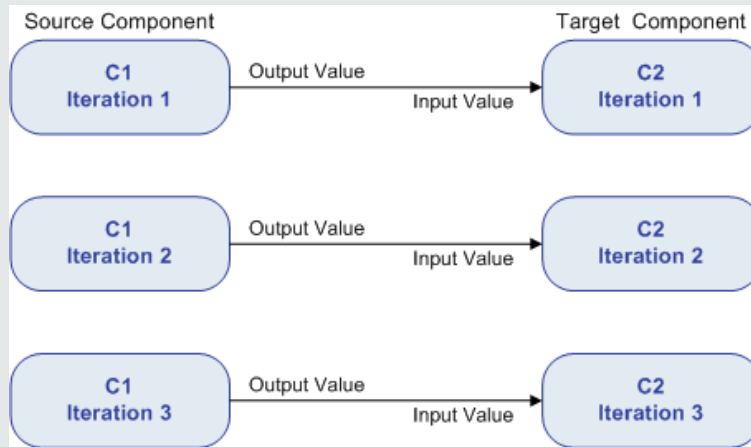 Source Component
Target Component
C1
Iteration 1
Output Value
Input Value
C2
Iteration 1
C1
Iteration 2
Output Value
Input Value
C2
Iteration 2
C1
Iteration 3
Output Value
Input Value
C2
Iteration 3